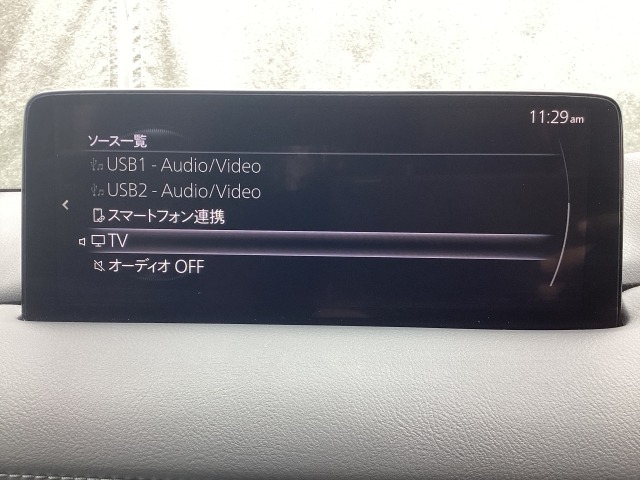 11:29am
ソース一覧
USB1 - Audio/Video
USB2 - Audio/Video
スマートフォン連携
TV
オーディオ OFF